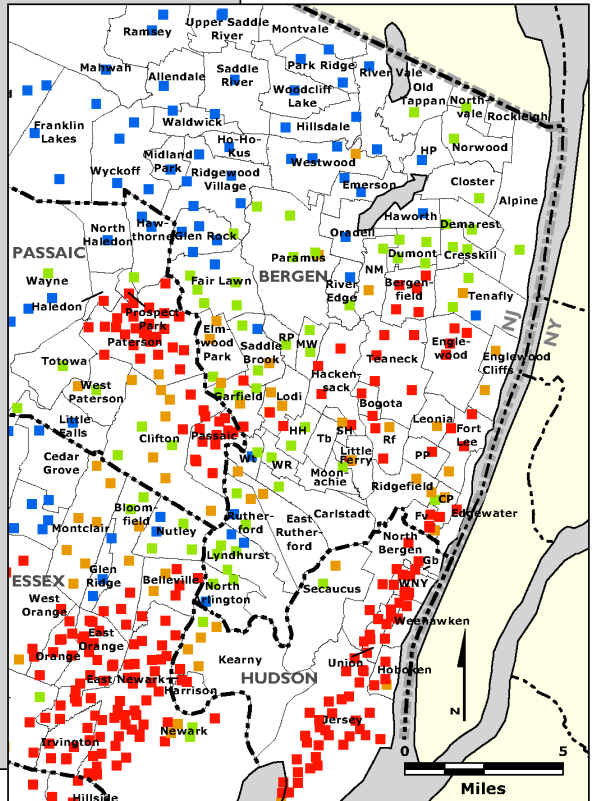 Upper Saddle
River
Montvale
Ramsey
Mahwah
Allendale
Saddle
River
Park Ridge
River Vale
Woodcliff
Lake
Old
Tappan
North-
vale
Rockleigh
Franklin
Lakes
Waldwick
Hillsdale
Ho-Ho-
Kus
Midland
Park
Westwood
HP
Norwood
Wyckoff
Ridgewood
Village
Emerson
Closter
Alpine
North
Haledon
Haw-
thorne
Glen Rock
Oradell
Haworth
Demarest
PASSAIC
Paramus
Dumont
Cresskill
Wayne
Fair Lawn
BERGEN
NM
River
Edge
Bergen-
field
Tenafly
Haledon
Prospect
Park
Paterson
Elm
wood
Park
Saddle
Brook
RP
MW
Teaneck
Engle-
wood
NJ
NY
Englewood
Cliffs
Totowa
West
Paterson
Hacken-
sack
Garfield
Lodi
Bogota
Little
Falls
Clifton
Passaic
HH
Tb
SH
Rf
Leonia
Fort
Lee
Cedar
Grove
Wt
WR
Little
Ferry
PP
Moon-
achie
Ridgefield
CP
Bloom-
field
Montclair
Nutley
Ruther-
ford
East
Ruther-
ford
Carlstadt
Fv
Edgewater
North
Bergen
ESSEX
Glen
Ridge
Belleville
Lyndhurst
North
Arlington
Gb
WNY
Secaucus
West
Orange
Weehawken
East
Orange
Orange
Kearny
Union
Hoboken
East Newark
Harrison
HUDSON
Newark
Jersey
Irvington
Hillside
N
0
5
Miles